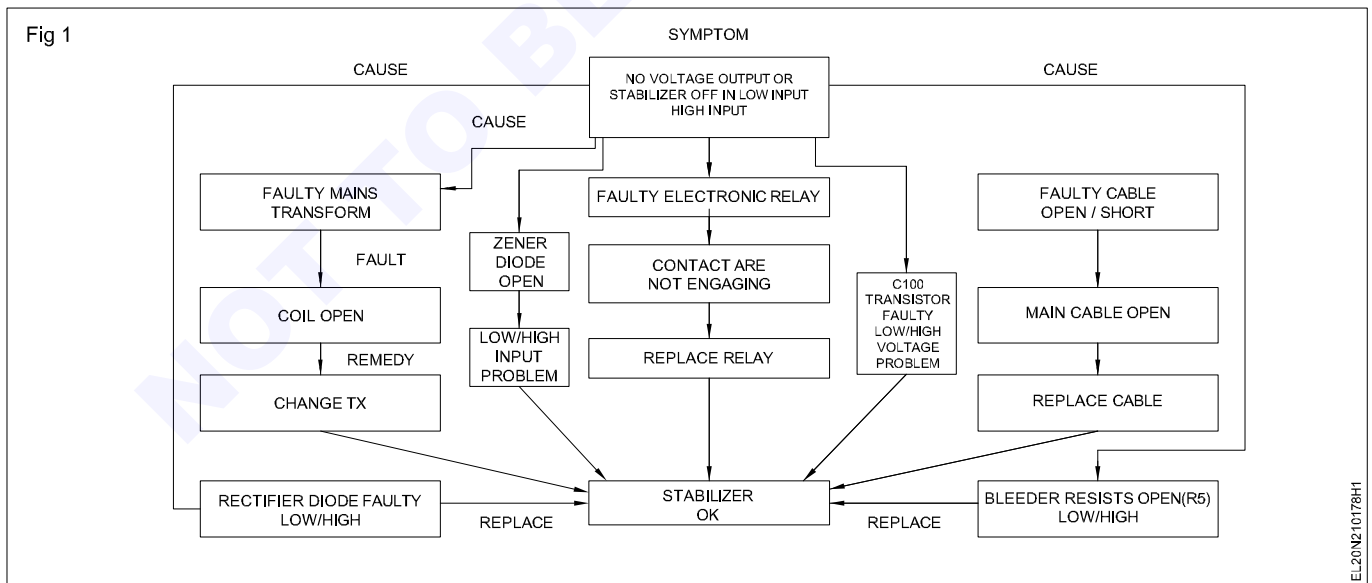 Fig 1
SYMPTOM
CAUSE
CAUSE
NO VOLTAGE OUTPUT OR
STABILIZER OFF IN LOW INPUT
HIGH INPUT
CAUSE
FAULTY MAINS
TRANSFORM
FAULT
COIL OPEN
REMEDY
CHANGE TX
ZENER
DIODE
OPEN
LOW/HIGH
INPUT
PROBLEM
FAULTY ELECTRONIC RELAY
CONTACT ARE
NOT ENGAGING
REPLACE RELAY
C100
TRANSISTOR
FAULTY
LOW/HIGH
VOLTAGE
PROBLEM
FAULTY CABLE
OPEN / SHORT
MAIN CABLE OPEN
REPLACE CABLE
RECTIFIER DIODE FAULTY
LOW/HIGH
REPLACE
STABILIZER
OK
REPLACE
BLEEDER RESISTS OPEN(R5)
LOW/HIGH
EL20N210178H1
NOT TO BE